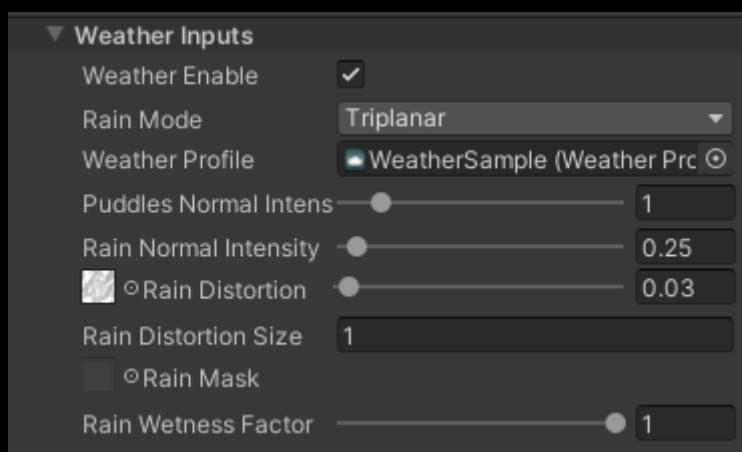 Weather Inputs
Weather Enable
Rain Mode Triplanar
Weather Profile WeatherSample (Weather Prc
Puddles Normal Intens 1
Rain Normal Intensity 0.25
Rain Distortion 0.03
Rain Distortion Size 1
Rain Mask
Rain Wetness Factor 1